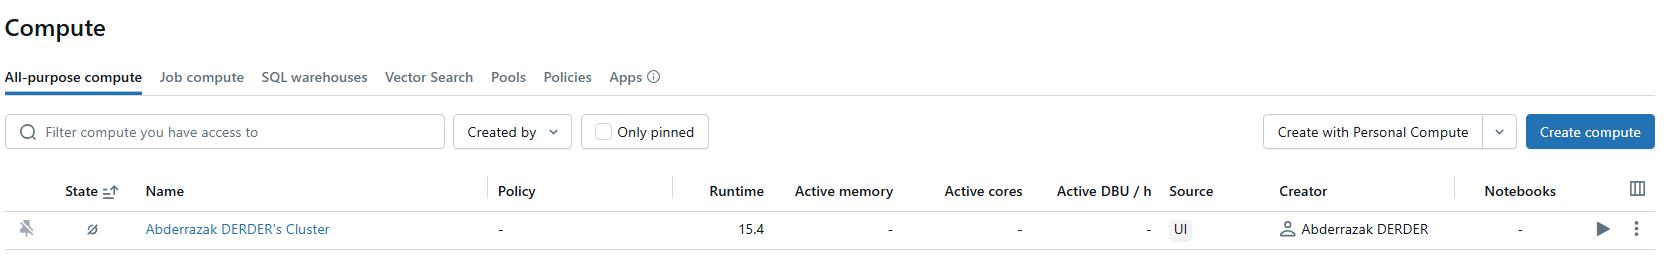 Compute
All-purpose compute Job compute SQL warehouses Vector Search Pools Policies Apps
Filter compute you have access to Created by Only pinned Create with Personal Compute Create compute
State Name Policy Runtime Active memory Active cores Active DBU / h Source Creator Notebooks
Abderrazak DERDER's Cluster - 15.4 - - - UI Abderrazak DERDER -